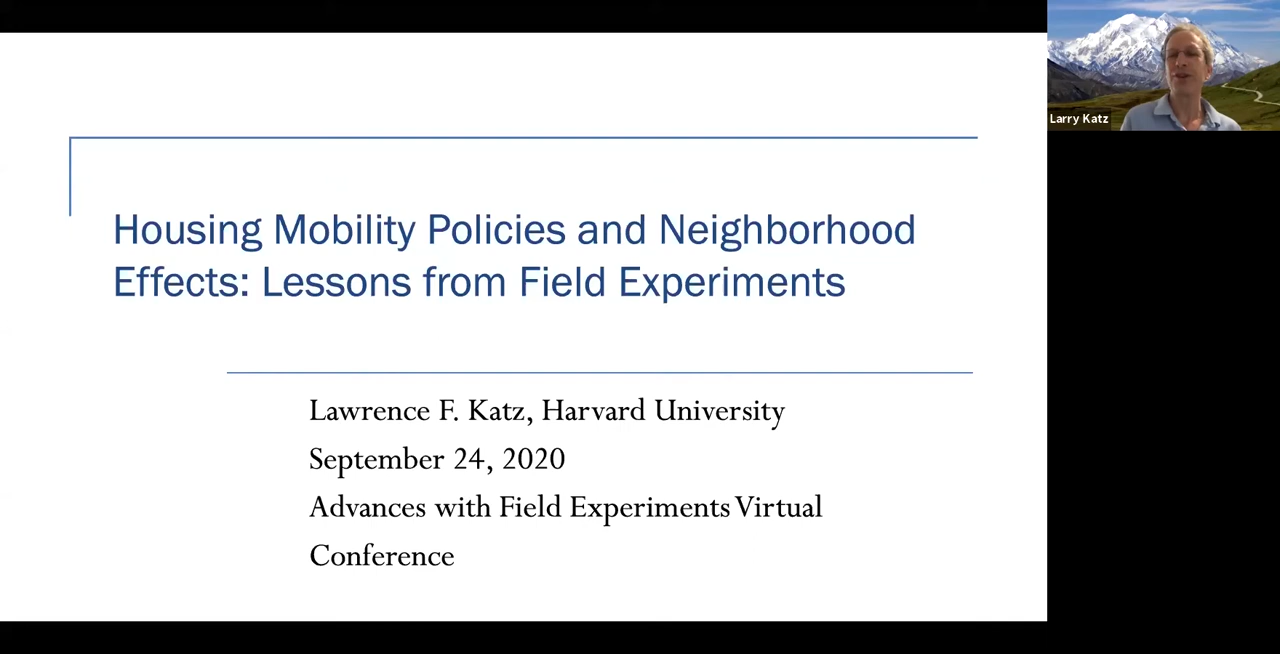 Housing Mobility Policies and Neighborhood
Effects: Lessons from Field Experiments
Lawrence F. Katz, Harvard University
September 24, 2020
Advances with Field Experiments Virtual
Conference
Larry Katz